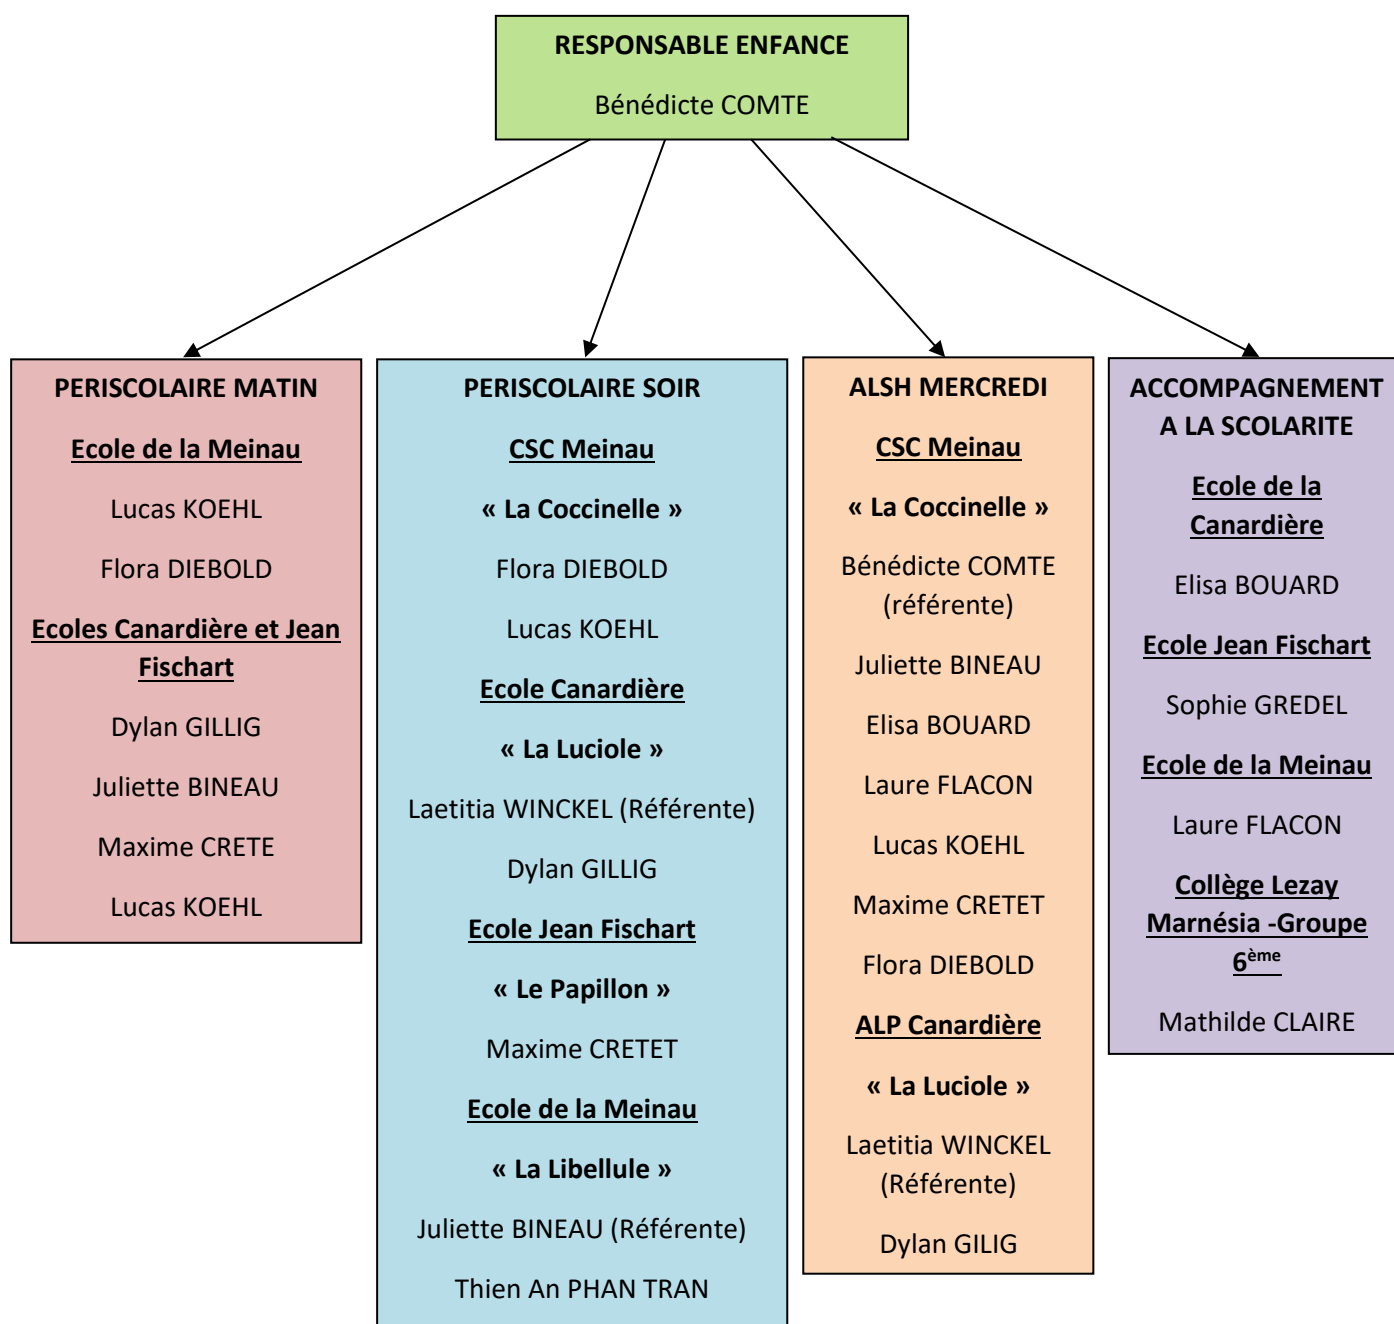 RESPONSABLE ENFANCE
Bénédicte COMTE
PERISCOLAIRE MATIN
Ecole de la Meinau
Lucas KOEHL
Flora DIEBOLD
Ecoles Canardière et Jean
Fischart
Dylan GILLIG
Juliette BINEAU
Maxime CRETE
Lucas KOEHL
PERISCOLAIRE SOIR
CSC Meinau
« La Coccinelle »
Flora DIEBOLD
Lucas KOEHL
Ecole Canardière
« La Luciole »
Laetitia WINCKEL (Référente)
Dylan GILLIG
Ecole Jean Fischart
« Le Papillon »
Maxime CRETET
Ecole de la Meinau
« La Libellule »
Juliette BINEAU (Référente)
Thien An PHAN TRAN
ALSH MERCREDI
CSC Meinau
« La Coccinelle »
Bénédicte COMTE
(référente)
Juliette BINEAU
Elisa BOUARD
Laure FLACON
Lucas KOEHL
Maxime CRETET
Flora DIEBOLD
ALP Canardière
« La Luciole »
Laetitia WINCKEL
(Référente)
Dylan GILIG
ACCOMPAGNEMENT
A LA SCOLARITE
Ecole de la
Canardière
Elisa BOUARD
Ecole Jean Fischart
Sophie GREDEL
Ecole de la Meinau
Laure FLACON
Collège Lezay
Marnésia -Groupe
6ème
Mathilde CLAIRE